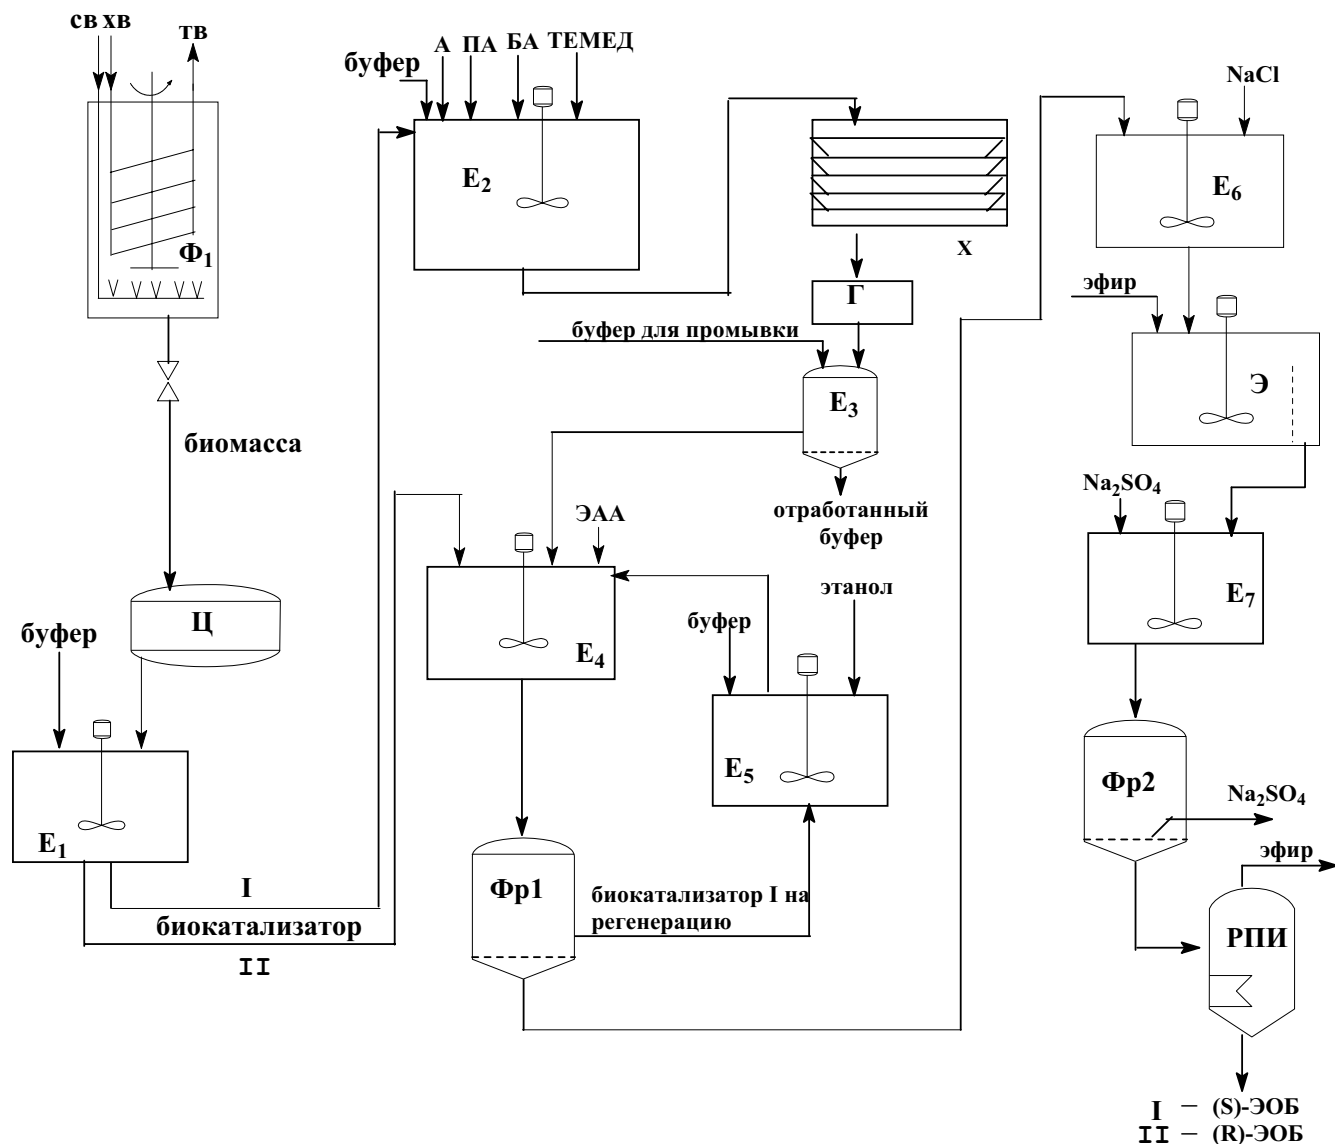 св хв
тв
Ф1
биомасса
Ц
буфер
Е1
I
биокатализатор
II
буфер
А
ПА
БА
ТЕМЕД
Е2
Х
Г
буфер для промывки
Е3
отработанный
буфер
ЭАА
Е4
буфер
этанол
Е5
Фр1
биокатализатор I на
регенерацию
NaCl
Е6
эфир
Э
Na2SO4
Е7
Фр2
Na2SO4
эфир
РПИ
I – (S)-ЭОБ
II – (R)-ЭОБ